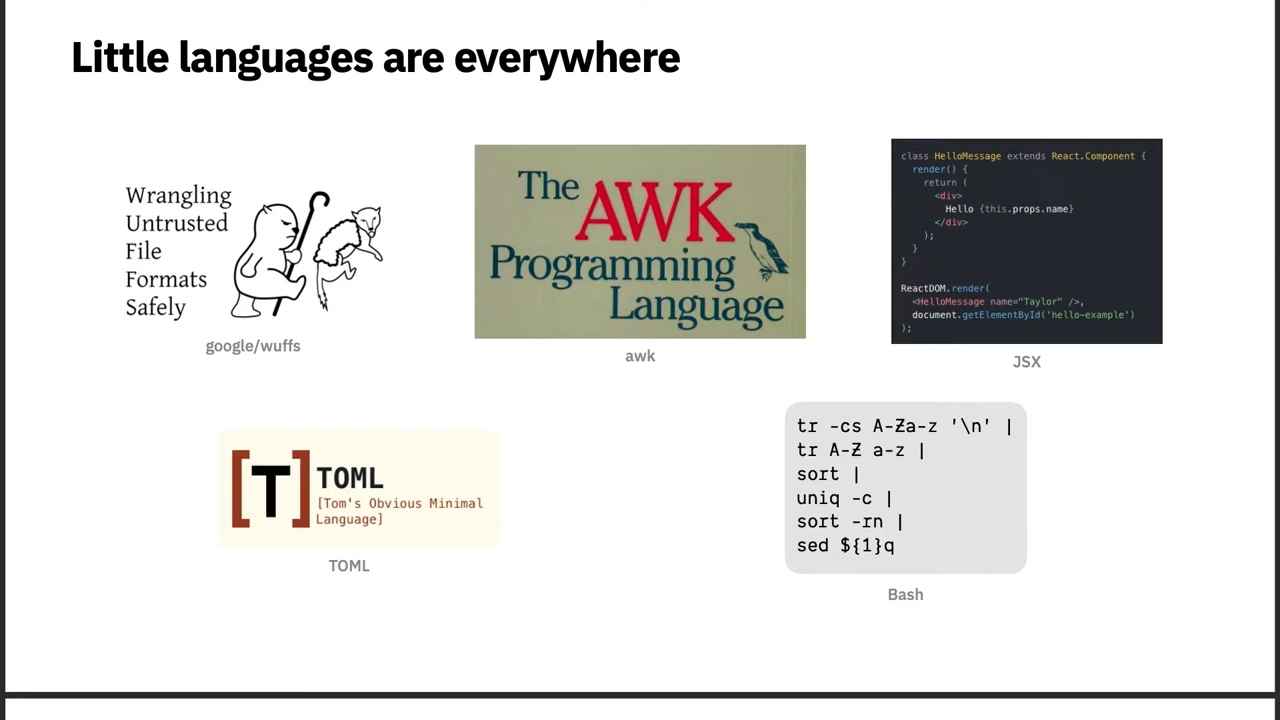 Little languages are everywhere
Wrangling
Untrusted
File
Formats
Safely
google/wuffs
The AWK
Programming
Language
awk
class HelloMessage extends React.Component {
render() {
return (
<div>
Hello {this.props.name}
</div>
);
}
}
ReactDOM.render(
<HelloMessage name="Taylor" />,
document.getElementById('hello-example')
);
JSX
[T] TOML
[Tom's Obvious Minimal
Language]
TOML
tr -cs A-Za-z '\n' |
tr A-Z a-z |
sort |
uniq -c |
sort -rn |
sed ${1}q
Bash